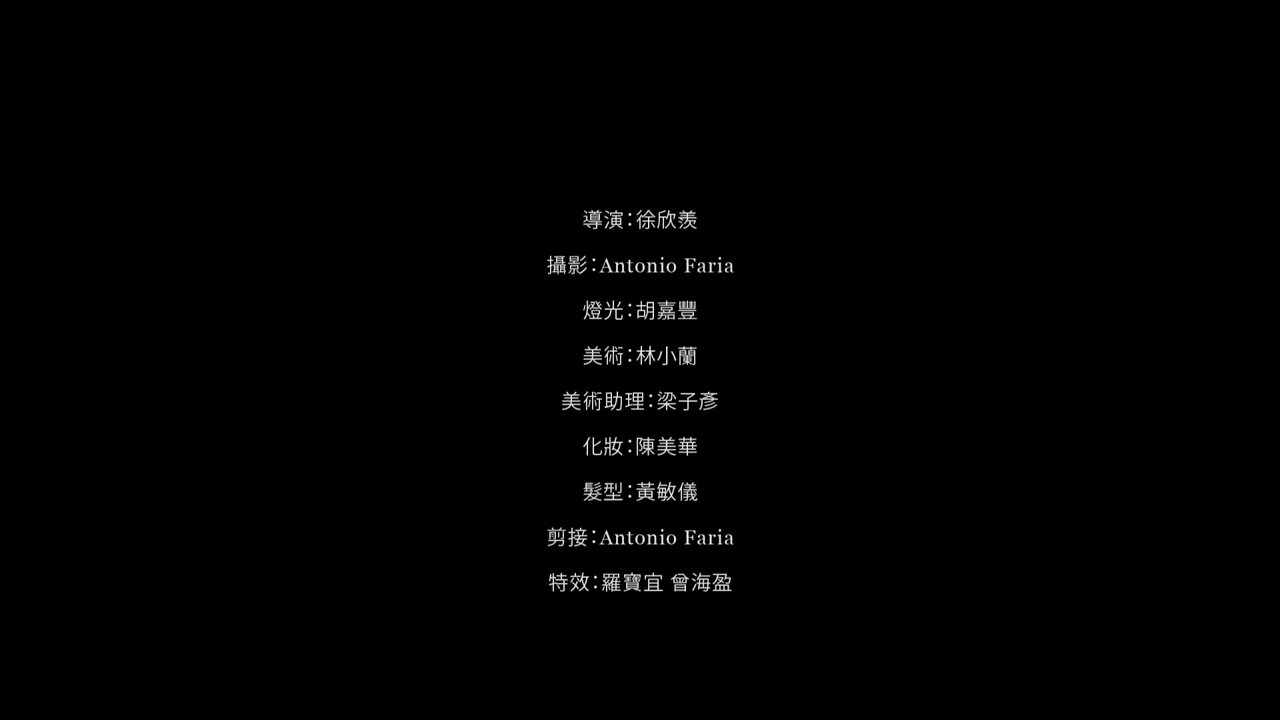 導演：徐欣羨
攝影：Antonio Faria
燈光：胡嘉豐
美術：林小蘭
美術助理：梁子彥
化妝：陳美華
髮型：黃敏儀
剪接：Antonio Faria
特效：羅寶宜 曾海盈